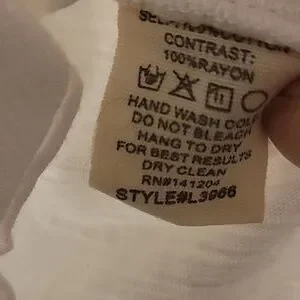 CONTRAST:
100%RAYON
HAND WASH COLD
DO NOT BLEACH
HANG TO DRY
FOR BEST RESULTS
DRY CLEAN
RN#141204
STYLE#L3966